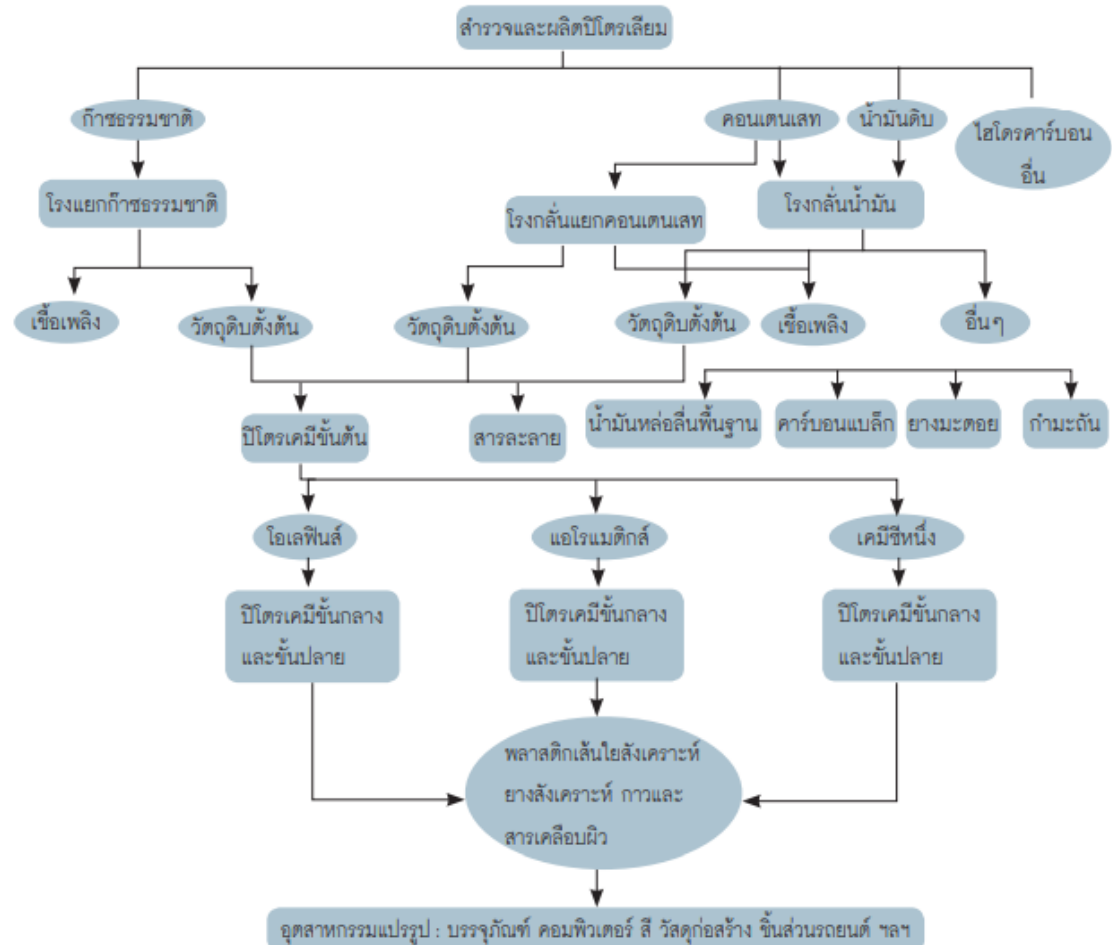 สำรวจและผลิตปิโตรเลียม
ก๊าซธรรมชาติ
คอนเดนเสท
น้ำมันดิบ
ไฮโดรคาร์บอน
อื่น
โรงแยกก๊าซธรรมชาติ
โรงกลั่นแยกคอนเดนเสท
โรงกลั่นน้ำมัน
เชื้อเพลิง
วัตถุดิบตั้งต้น
วัตถุดิบตั้งต้น
วัตถุดิบตั้งต้น
เชื้อเพลิง
อื่นๆ
ปิโตรเคมีขั้นต้น
สารละลาย
น้ำมันหล่อลื่นพื้นฐาน
คาร์บอนแบล็ก
ยางมะตอย
กำมะถัน
โอเลฟินส์
แอโรแมติกส์
เคมีซีหนึ่ง
ปิโตรเคมีขั้นกลาง
และขั้นปลาย
ปิโตรเคมีขั้นกลาง
และขั้นปลาย
ปิโตรเคมีขั้นกลาง
และขั้นปลาย
พลาสติกเส้นใยสังเคราะห์
ยางสังเคราะห์ กาวและ
สารเคลือบผิว
อุตสาหกรรมแปรรูป : บรรจุภัณฑ์ คอมพิวเตอร์ สี วัสดุก่อสร้าง ชิ้นส่วนรถยนต์ ฯลฯ